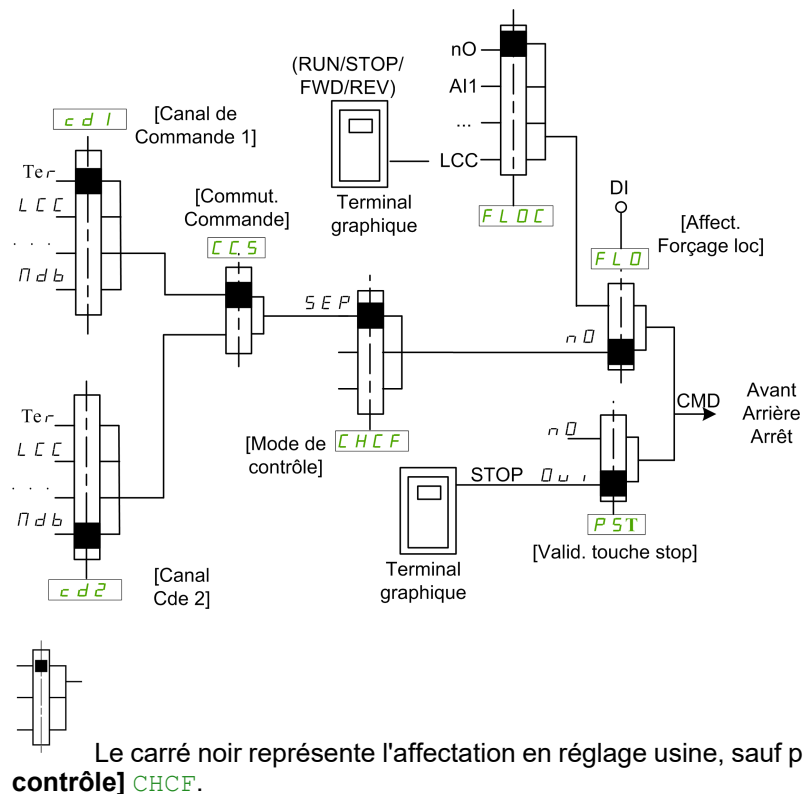 nO
(RUN/STOP/
FWD/REV)
AI1
...
LCC
Terminal
graphique
FLOC
cd1
[Canal de
Commande 1]
Ter
LCC
. . .
Mdb
[Commut.
Commande]
CCS
DI
[Affect.
Forçage loc]
FLO
SEP
nO
[Mode de
contrôle]
CHCF
CMD
Avant
Arrière
Arrêt
Ter
LCC
. . .
Mdb
cd2
[Canal
Cde 2]
nO
STOP
Oui
PST
[Valid. touche stop]
Terminal
graphique
Le carré noir représente l'affectation en réglage usine, sauf p
contrôle] CHCF.